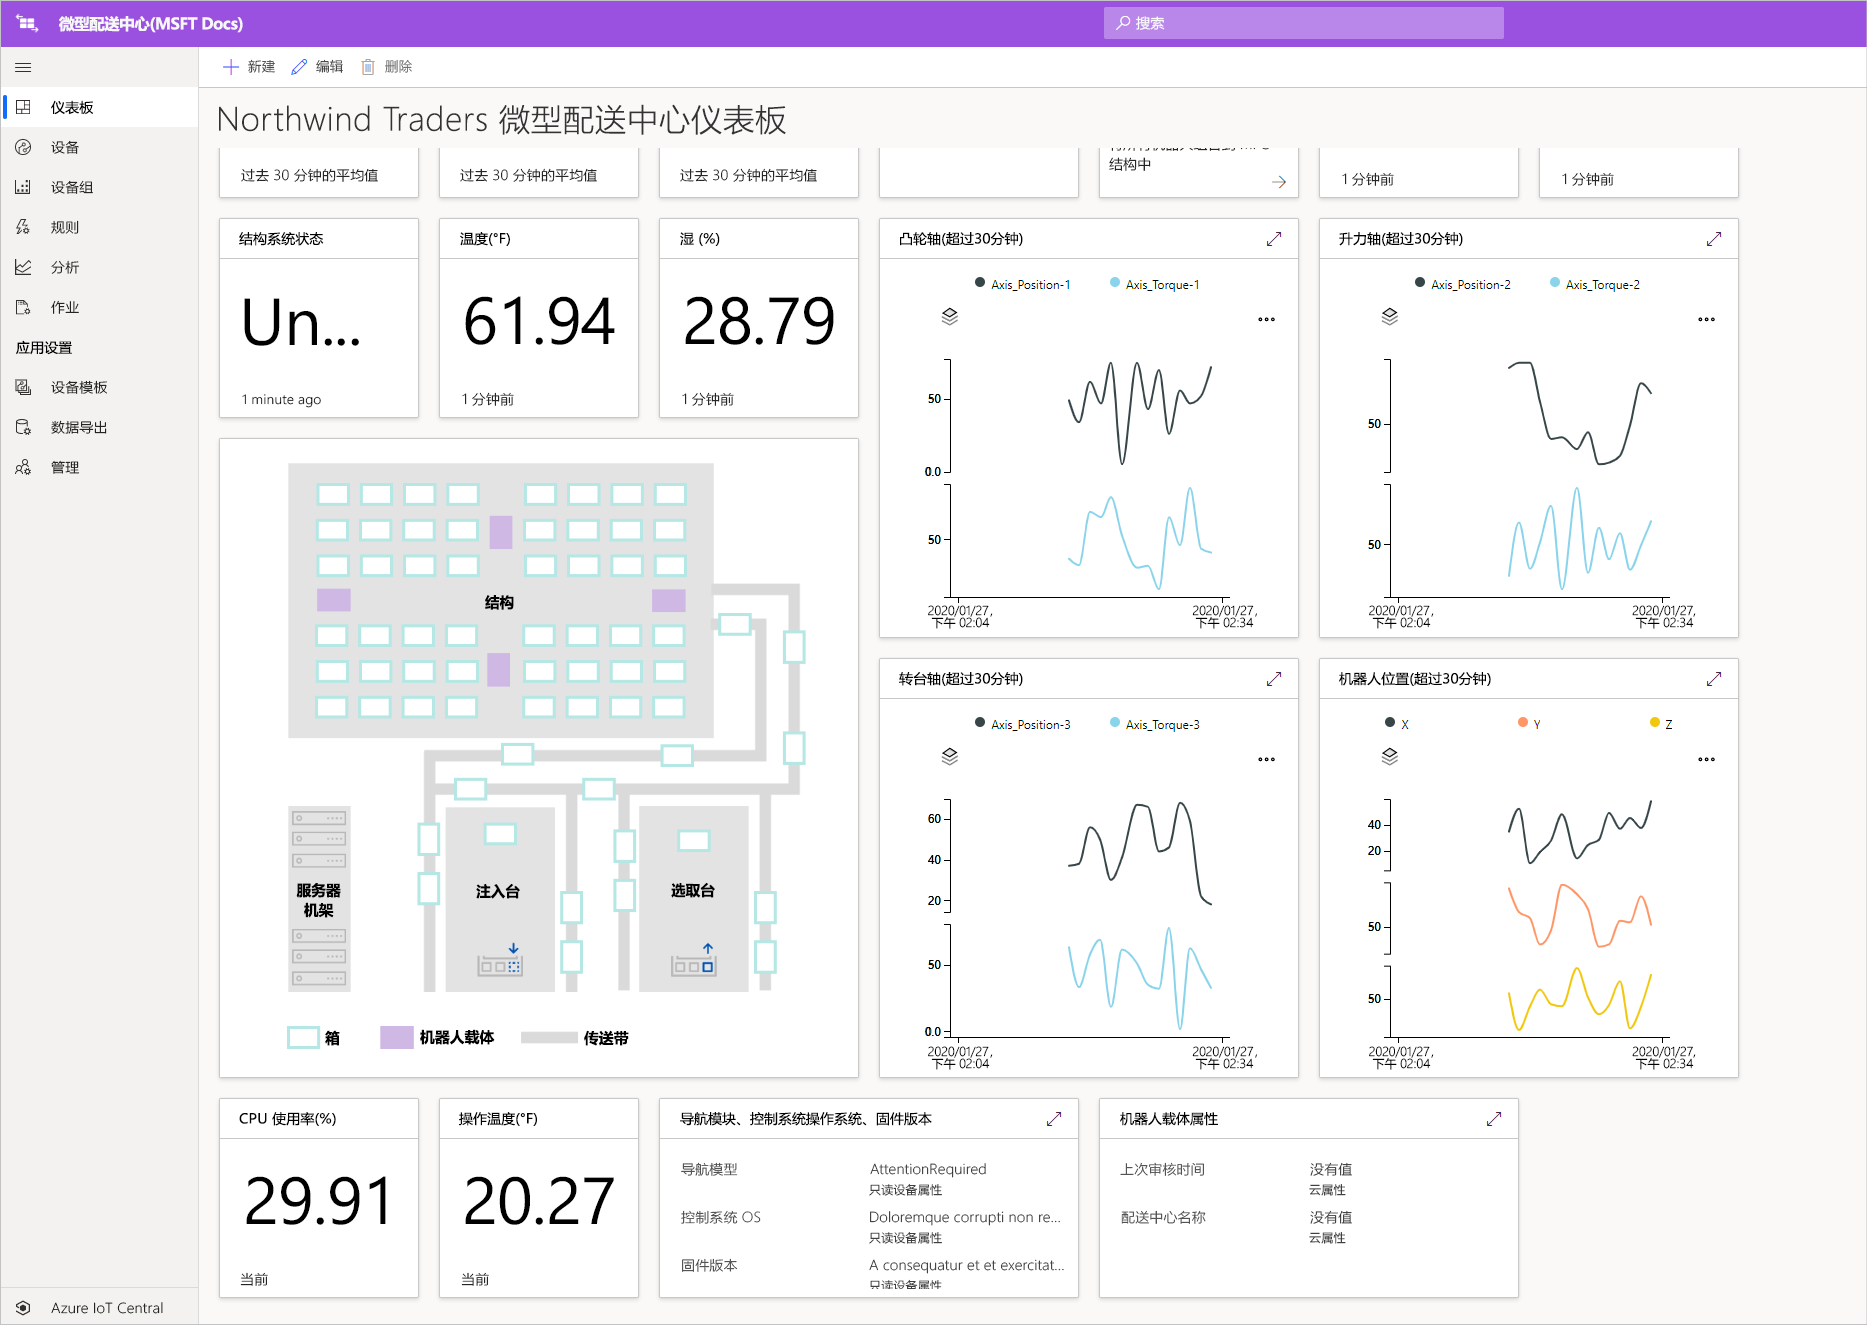 微型配送中心(MSFT Docs)
搜索
新建 编辑 删除
仪表板
设备
设备组
规则
分析
作业
应用设置
设备模板
数据导出
管理
Azure IoT Central
Northwind Traders 微型配送中心仪表板
过去 30 分钟的平均值
过去 30 分钟的平均值
过去 30 分钟的平均值
结构中
1 分钟前
1 分钟前
结构系统状态
Un...
1 minute ago
温度(°F)
61.94
1 分钟前
湿 (%)
28.79
1 分钟前
凸轮轴(超过30分钟)
Axis_Position-1 Axis_Torque-1
50
0.0
50
2020/01/27, 2020/01/27,
下午 02:04 下午 02:34
升力轴(超过30分钟)
Axis_Position-2 Axis_Torque-2
50
50
2020/01/27, 2020/01/27,
下午 02:04 下午 02:34
结构
服务器
机架
注入台
选取台
箱 机器人载体 传送带
转台轴(超过30分钟)
Axis_Position-3 Axis_Torque-3
60
40
20
50
0.0
2020/01/27, 2020/01/27,
下午 02:04 下午 02:34
机器人位置(超过30分钟)
X Y Z
40
20
50
50
2020/01/27, 2020/01/27,
下午 02:04 下午 02:34
CPU 使用率(%)
29.91
当前
操作温度(°F)
20.27
当前
导航模块、控制系统操作系统、固件版本
导航模型 AttentionRequired
只读设备属性
控制系统 OS Doloremque corrupti non re...
只读设备属性
固件版本 A consequatur et et exercitat...
只读设备属性
机器人载体属性
上次审核时间 没有值
云属性
配送中心名称 没有值
云属性